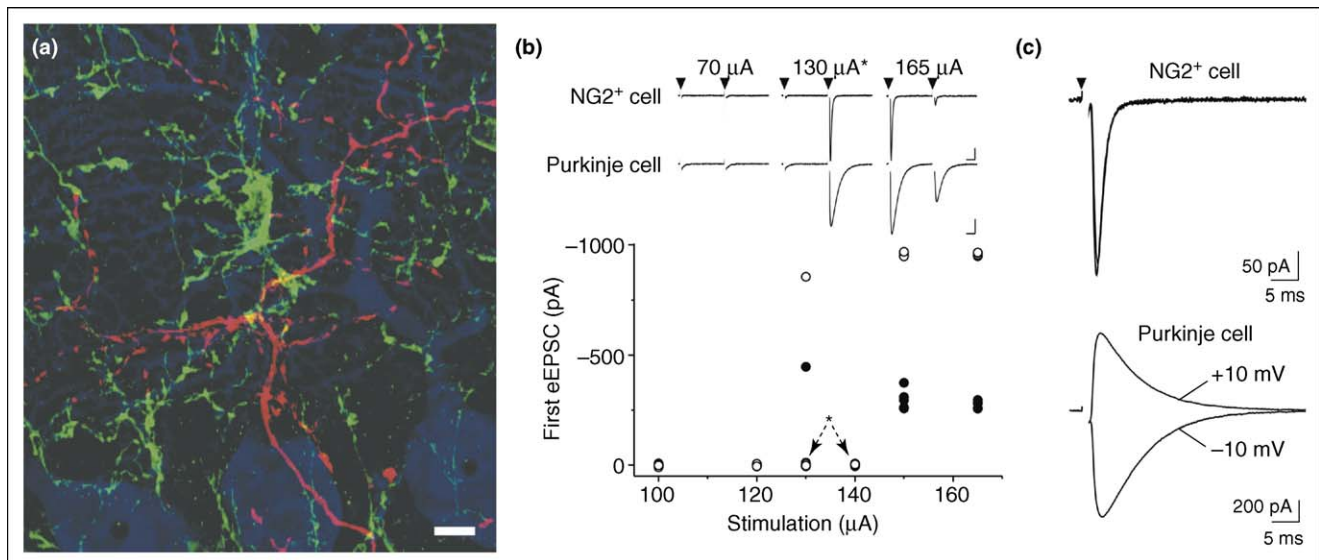 (a)
(b)
70 μA 130 μA* 165 μA
NG2+ cell
Purkinje cell
First eEPSC (pA)
–1000
–500
0
*
100 120 140 160
Stimulation (μA)
(c)
NG2+ cell
50 pA
5 ms
Purkinje cell
+10 mV
–10 mV
200 pA
5 ms